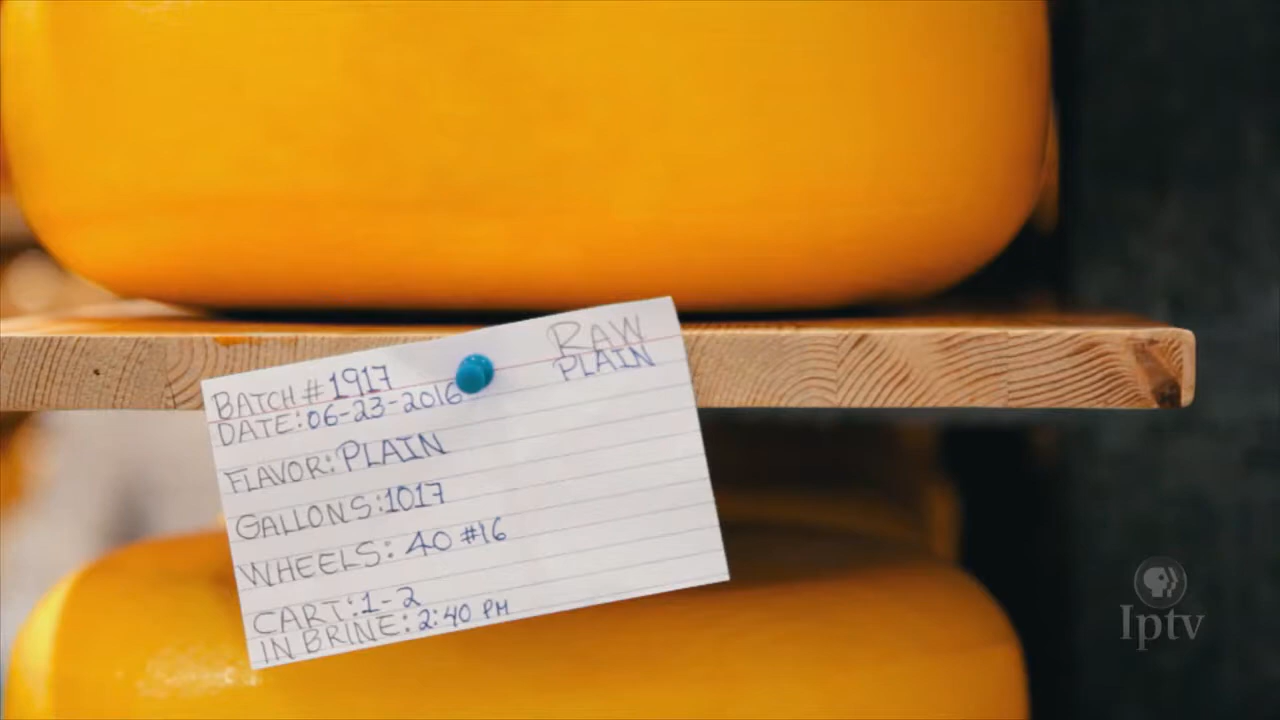 RAW
PLAIN
BATCH # 1917
DATE: 06-23-2016
FLAVOR: PLAIN
GALLONS: 1017
WHEELS: 40 #16
CART: 1-2
IN BRINE: 2:40 PM
Iptv